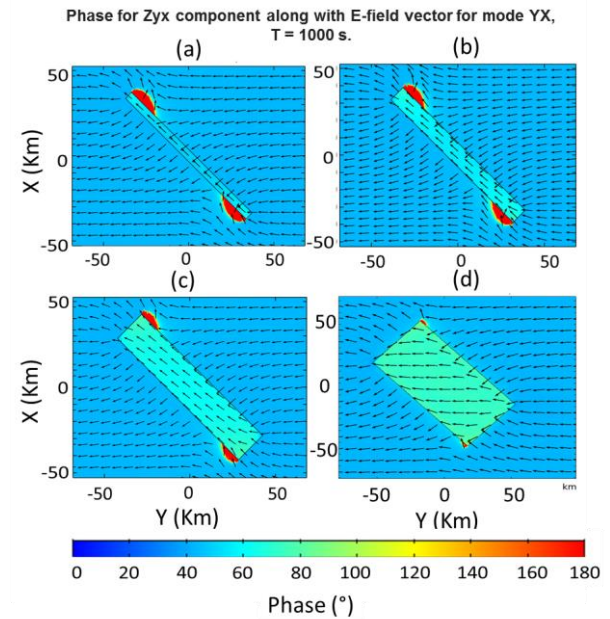 Phase for Zyx component along with E-field vector for mode YX,
T = 1000 s.
(a)
(b)
X (Km)
50
0
-50
-50
0
50
50
0
-50
-50
0
50
(c)
(d)
X (Km)
50
0
-50
-50
0
50
Y (Km)
50
0
-50
-50
0
50
km
Y (Km)
0 20 40 60 80 100 120 140 160 180
Phase (°)